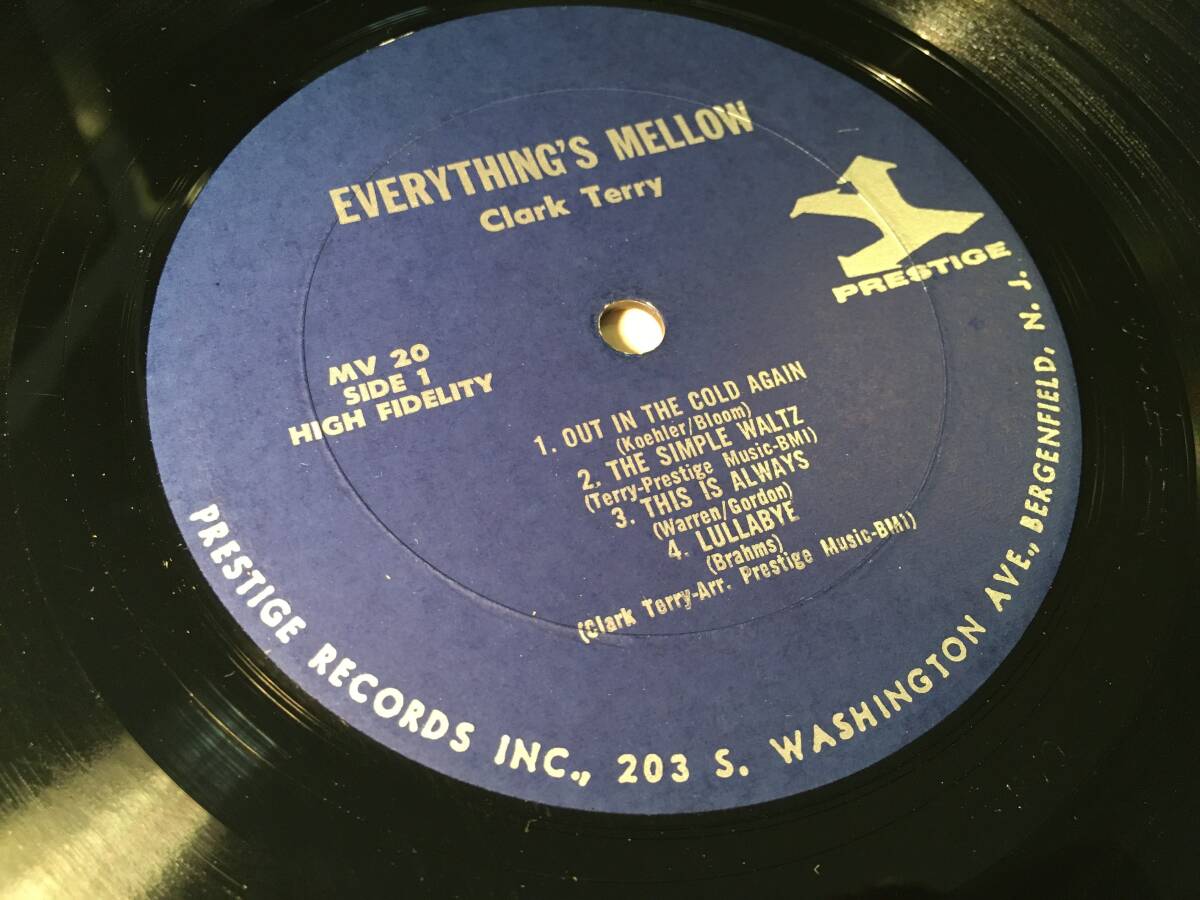 EVERYTHING'S MELLOW
Clark Terry
PRESTIGE
MV 20
SIDE 1
HIGH FIDELITY
1. OUT IN THE COLD AGAIN
(Koehler/Bloom)
2. THE SIMPLE WALTZ
(Terry-Prestige Music-BMI)
3. THIS IS ALWAYS
(Warren/Gordon)
4. LULLABYE
(Brahms)
(Clark Terry-Arr. Prestige Music-BMI)
PRESTIGE RECORDS INC., 203 S. WASHINGTON AVE., BERGENFIELD, N. J.